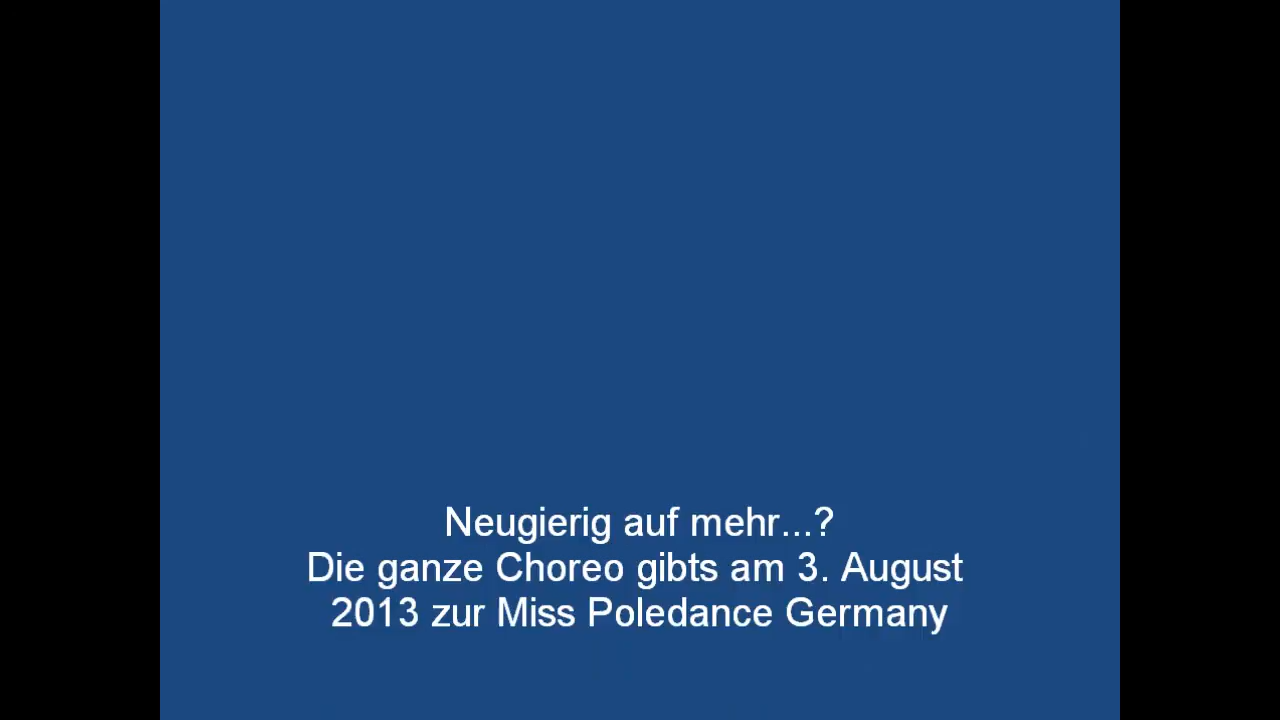 Neugierig auf mehr...?
Die ganze Choreo gibts am 3. August
2013 zur Miss Poledance Germany